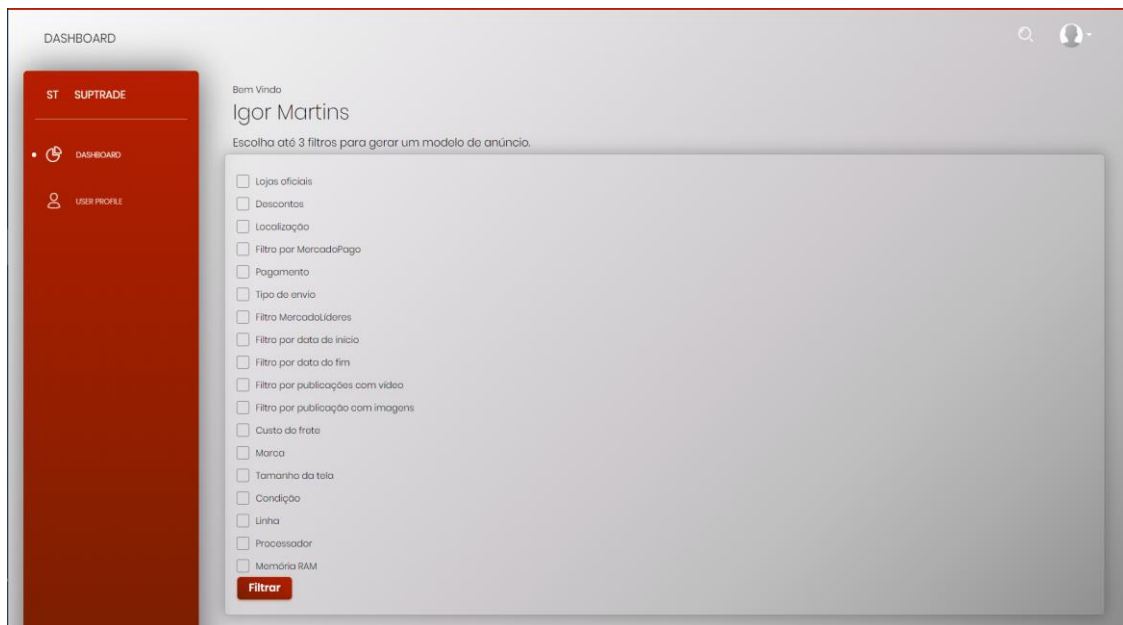 DASHBOARD
ST SUPTRADE
DASHBOARD
USER PROFILE
Bem Vindo
Igor Martins
Escolha até 3 filtros para gerar um modelo de anúncio.
Lojas oficiais
Descontos
Localização
Filtro por MercadoPago
Pagamento
Tipo de envio
Filtro MercadoLíderes
Filtro por data de início
Filtro por data do fim
Filtro por publicações com vídeo
Filtro por publicação com imagens
Custo do frete
Marca
Tamanho da tela
Condição
Linha
Processador
Memória RAM
Filtrar